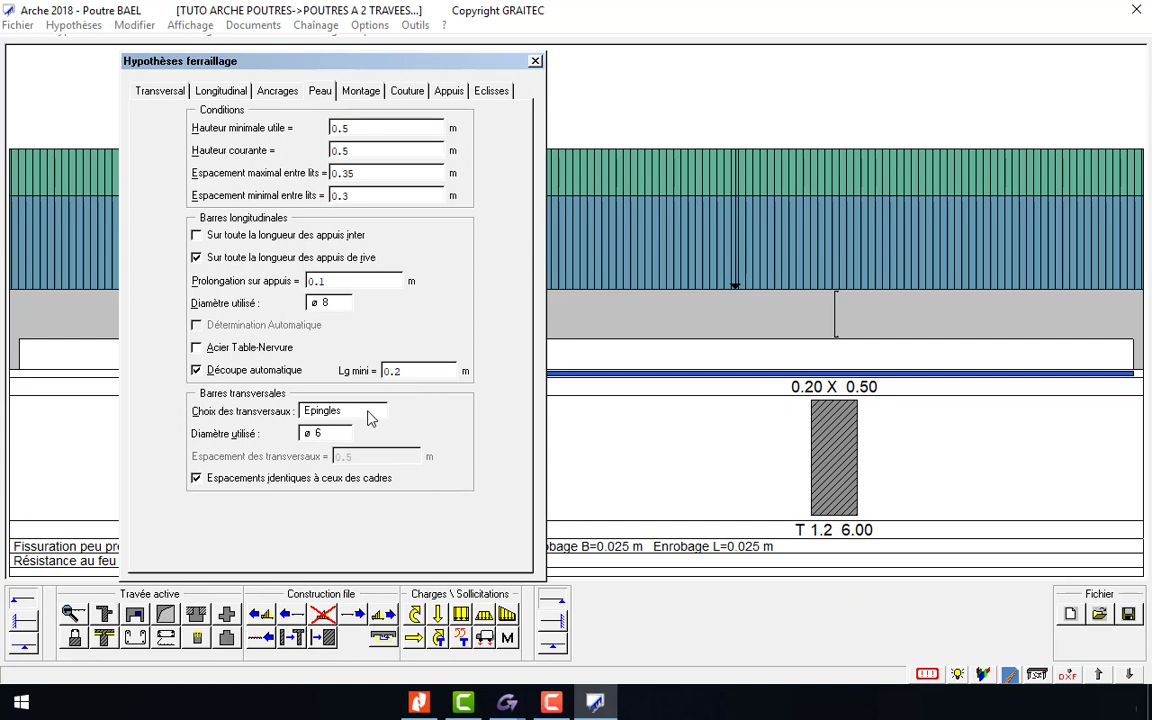 Arche 2018 - Poutre BAEL [TUTO ARCHE POUTRES->POUTRES A 2 TRAVEES...] Copyright GRAITEC
Fichier Hypothèses Modifier Affichage Documents Chaînage Options Outils ?
Hypothèses ferraillage
Transversal Longitudinal Ancrages Peau Montage Couture Appuis Eclisses
Conditions
Hauteur minimale utile = 0.5 m
Hauteur courante = 0.5 m
Espacement maximal entre lits = 0.35 m
Espacement minimal entre lits = 0.3 m
Barres longitudinales
Sur toute la longueur des appuis inter
Sur toute la longueur des appuis de rive
Prolongation sur appuis = 0.1 m
Diamètre utilisé : ø 8
Détermination Automatique
Acier Table-Nervure
Découpe automatique Lg mini = 0.2 m
Barres transversales
Choix des transversaux : Epingles
Diamètre utilisé : ø 6
Espacement des transversaux = 0.5 m
Espacements identiques à ceux des cadres
0.20 X 0.50
T 1.2 6.00
Fissuration peu pré
obage B=0.025 m Enrobage L=0.025 m
Résistance au feu
Travée active Construction file Charges \ Sollicitations Fichier
M
DXF